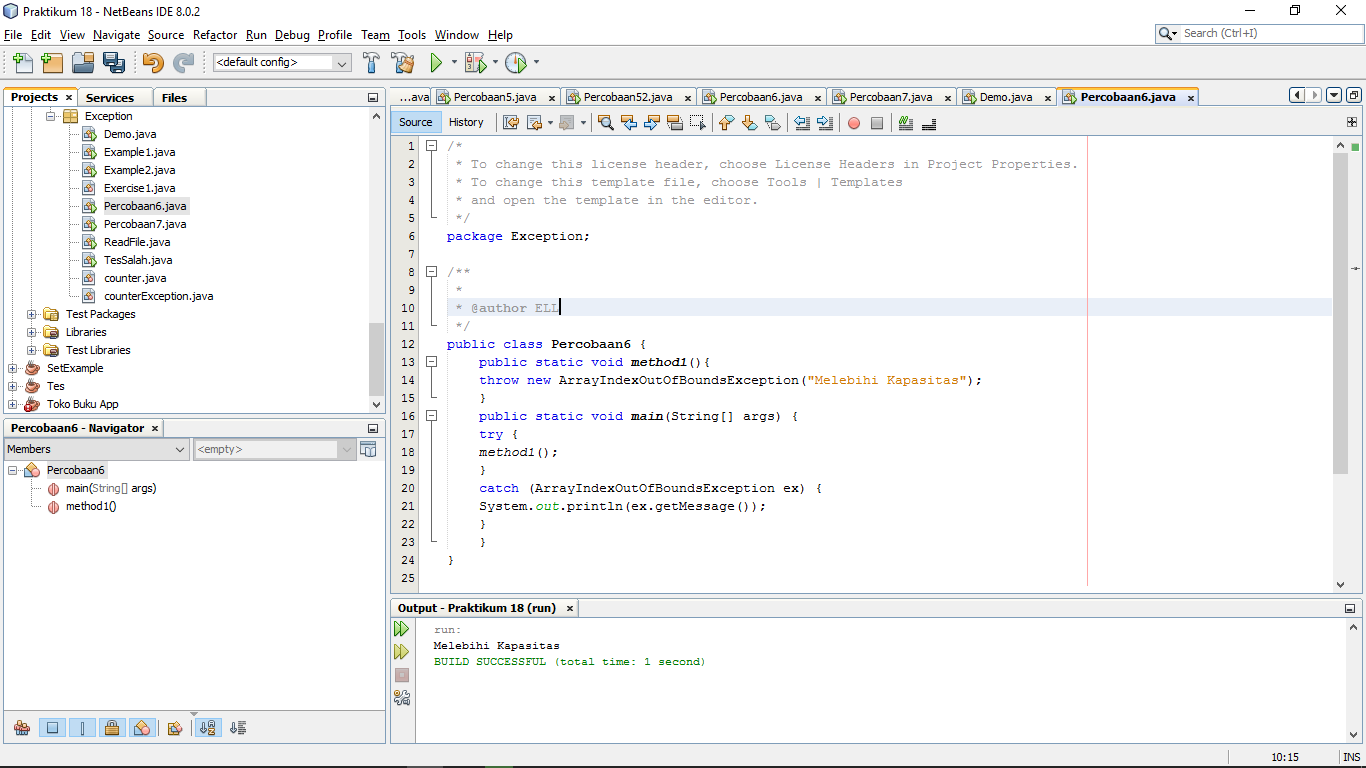 Praktikum 18 - NetBeans IDE 8.0.2
File Edit View Navigate Source Refactor Run Debug Profile Team Tools Window Help
Search (Ctrl+I)
<default config>
Projects Services Files
Exception
Demo.java
Example1.java
Example2.java
Exercise1.java
Percobaan6.java
Percobaan7.java
ReadFile.java
TesSalah.java
counter.java
counterException.java
Test Packages
Libraries
Test Libraries
SetExample
Tes
Toko Buku App
Percobaan6 - Navigator
Members
<empty>
Percobaan6
main(String[] args)
method1()
...ava Percobaan5.java Percobaan52.java Percobaan6.java Percobaan7.java Demo.java Percobaan6.java
Source History
1 /*
2 * To change this license header, choose License Headers in Project Properties.
3 * To change this template file, choose Tools | Templates
4 * and open the template in the editor.
5 */
6 package Exception;
7
8 /**
9 *
10 * @author ELL
11 */
12 public class Percobaan6 {
13 public static void method1(){
14 throw new ArrayIndexOutOfBoundsException("Melebihi Kapasitas");
15 }
16 public static void main(String[] args) {
17 try {
18 method1();
19 }
20 catch (ArrayIndexOutOfBoundsException ex) {
21 System.out.println(ex.getMessage());
22 }
23 }
24 }
25
Output - Praktikum 18 (run)
run:
Melebihi Kapasitas
BUILD SUCCESSFUL (total time: 1 second)
10:15 INS